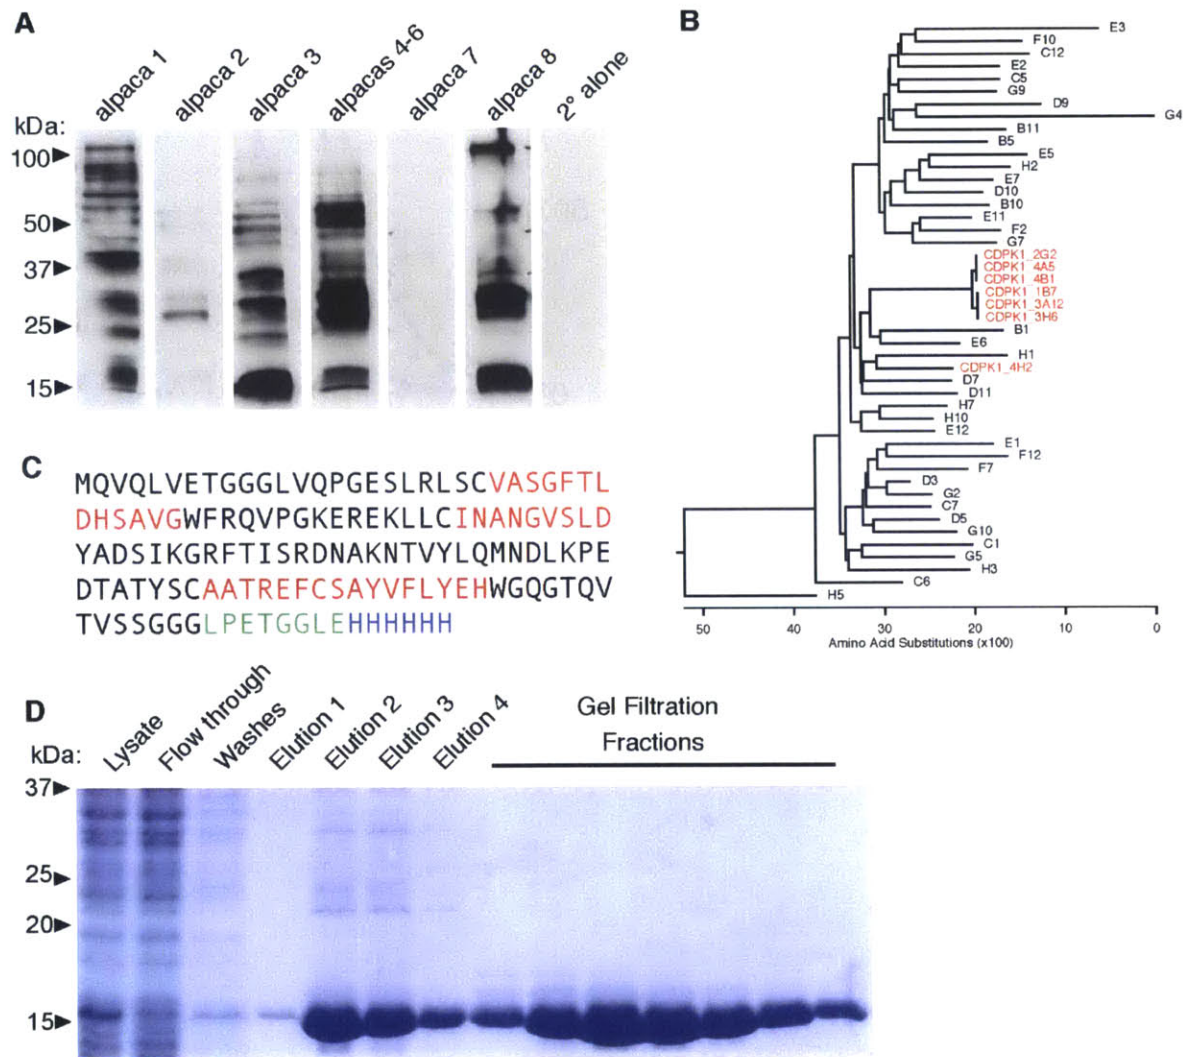 A
alpaca 1
alpaca 2
alpaca 3
alpacas 4-6
alpaca 7
alpaca 8
2° alone
kDa:
100
50
37
25
15
B
E3
F10
C12
E2
C5
G9
D9
G4
B11
B5
E5
H2
E7
D10
B10
E11
F2
G7
CDPK1_2G2
CDPK1_4A5
CDPK1_4B1
CDPK1_1B7
CDPK1_3A12
CDPK1_3H6
B1
E6
H1
CDPK1_4H2
D7
D11
H7
H10
E12
E1
F12
F7
D3
G2
C7
D5
G10
C1
G5
H3
C6
H5
50 40 30 20 10 0
Amino Acid Substitutions (x100)
C
MQVQLVETGGGLVQPGESLRLSCVASGFTL
DHSAVGWFRQVPGKEREKLLCINANGVSLD
YADSIKGRFTISRDNAKNTVYLQMNDLKPE
DTATYSCAATREFCSAYVFLYEHWGQGTQV
TVSSGGGLPETGGLEHHHHHH
D
kDa:
Lysate
Flow through
Washes
Elution 1
Elution 2
Elution 3
Elution 4
Gel Filtration
Fractions
37
25
20
15